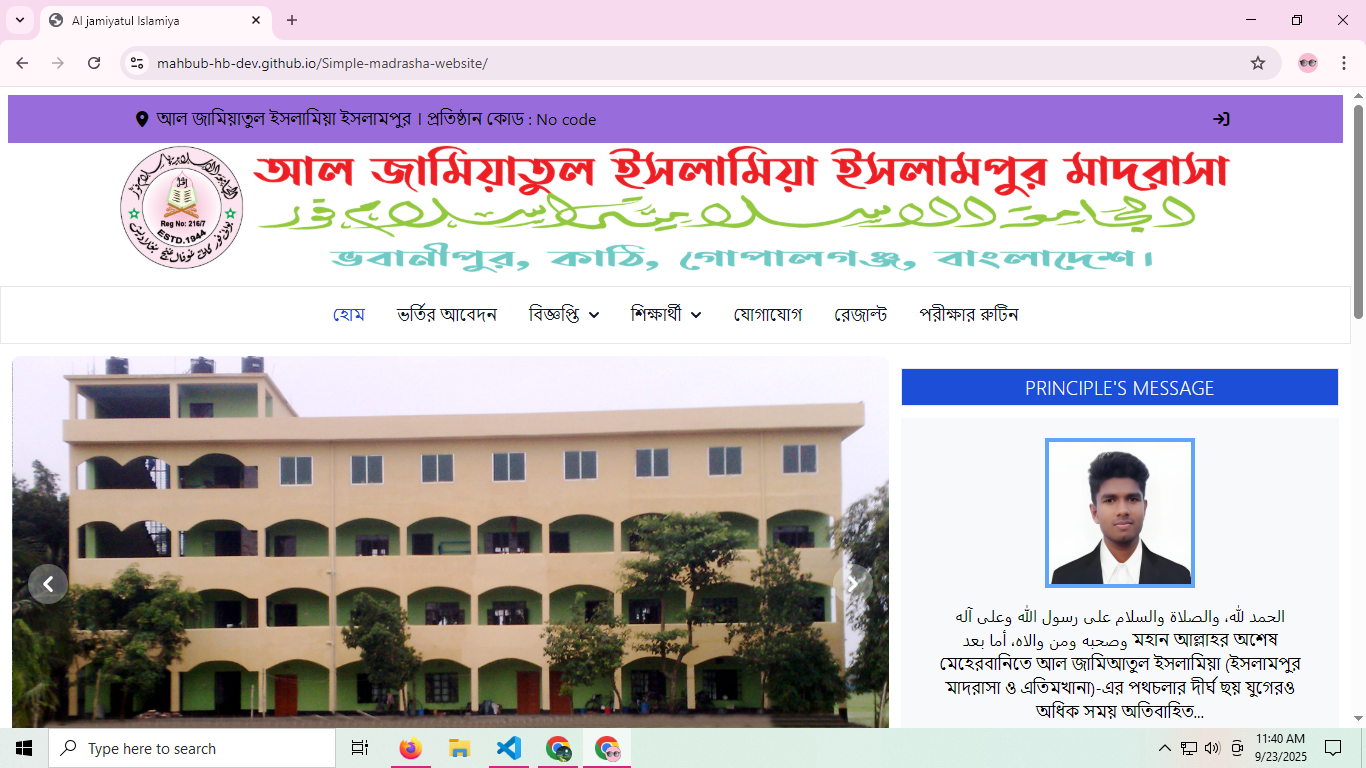 Al jamiyatul Islamiya
mahbub-hb-dev.github.io/Simple-madrasha-website/
আল জামিয়াতুল ইসলামিয়া ইসলামপুর । প্রতিষ্ঠান কোড : No code
আল জামিয়াতুল ইসলামিয়া ইসলামপুর মাদরাসা
ভবানীপুর, কাঠি, গোপালগঞ্জ, বাংলাদেশ।
Reg No: 216/7
ESTD.1944
হোম ভর্তির আবেদন বিজ্ঞপ্তি শিক্ষার্থী যোগাযোগ রেজাল্ট পরীক্ষার রুটিন
PRINCIPLE'S MESSAGE
الحمد لله، والصلاة والسلام على رسول الله وعلى آله
وصحبه ومن والاه، أما بعد মহান আল্লাহর অশেষ
মেহেরবানিতে আল জামিআতুল ইসলামিয়া (ইসলামপুর
মাদরাসা ও এতিমখানা)-এর পথচলার দীর্ঘ ছয় যুগেরও
অধিক সময় অতিবাহিত...
Type here to search
11:40 AM
9/23/2025